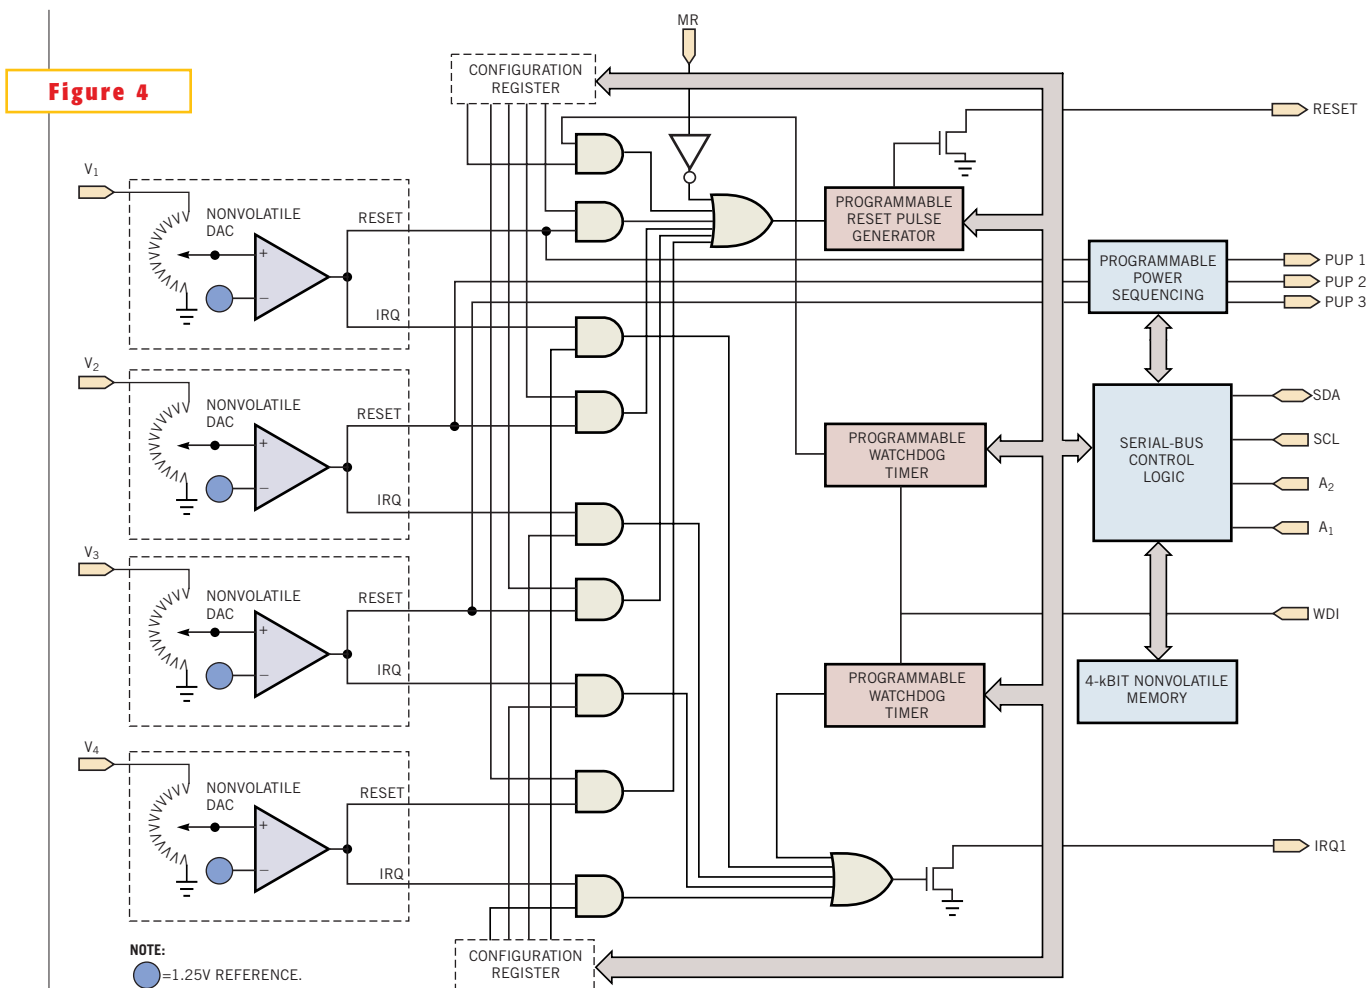 MR
CONFIGURATION
REGISTER
Figure 4
RESET
V1
NONVOLATILE
DAC
RESET
+
−
IRQ
PROGRAMMABLE
RESET PULSE
GENERATOR
PROGRAMMABLE
POWER
SEQUENCING
PUP 1
PUP 2
PUP 3
V2
NONVOLATILE
DAC
RESET
+
−
IRQ
PROGRAMMABLE
WATCHDOG
TIMER
SERIAL-BUS
CONTROL
LOGIC
SDA
SCL
A2
A1
V3
NONVOLATILE
DAC
RESET
+
−
IRQ
WDI
PROGRAMMABLE
WATCHDOG
TIMER
4-kBIT NONVOLATILE
MEMORY
V4
NONVOLATILE
DAC
RESET
+
−
IRQ
IRQ1
NOTE:
=1.25V REFERENCE.
CONFIGURATION
REGISTER